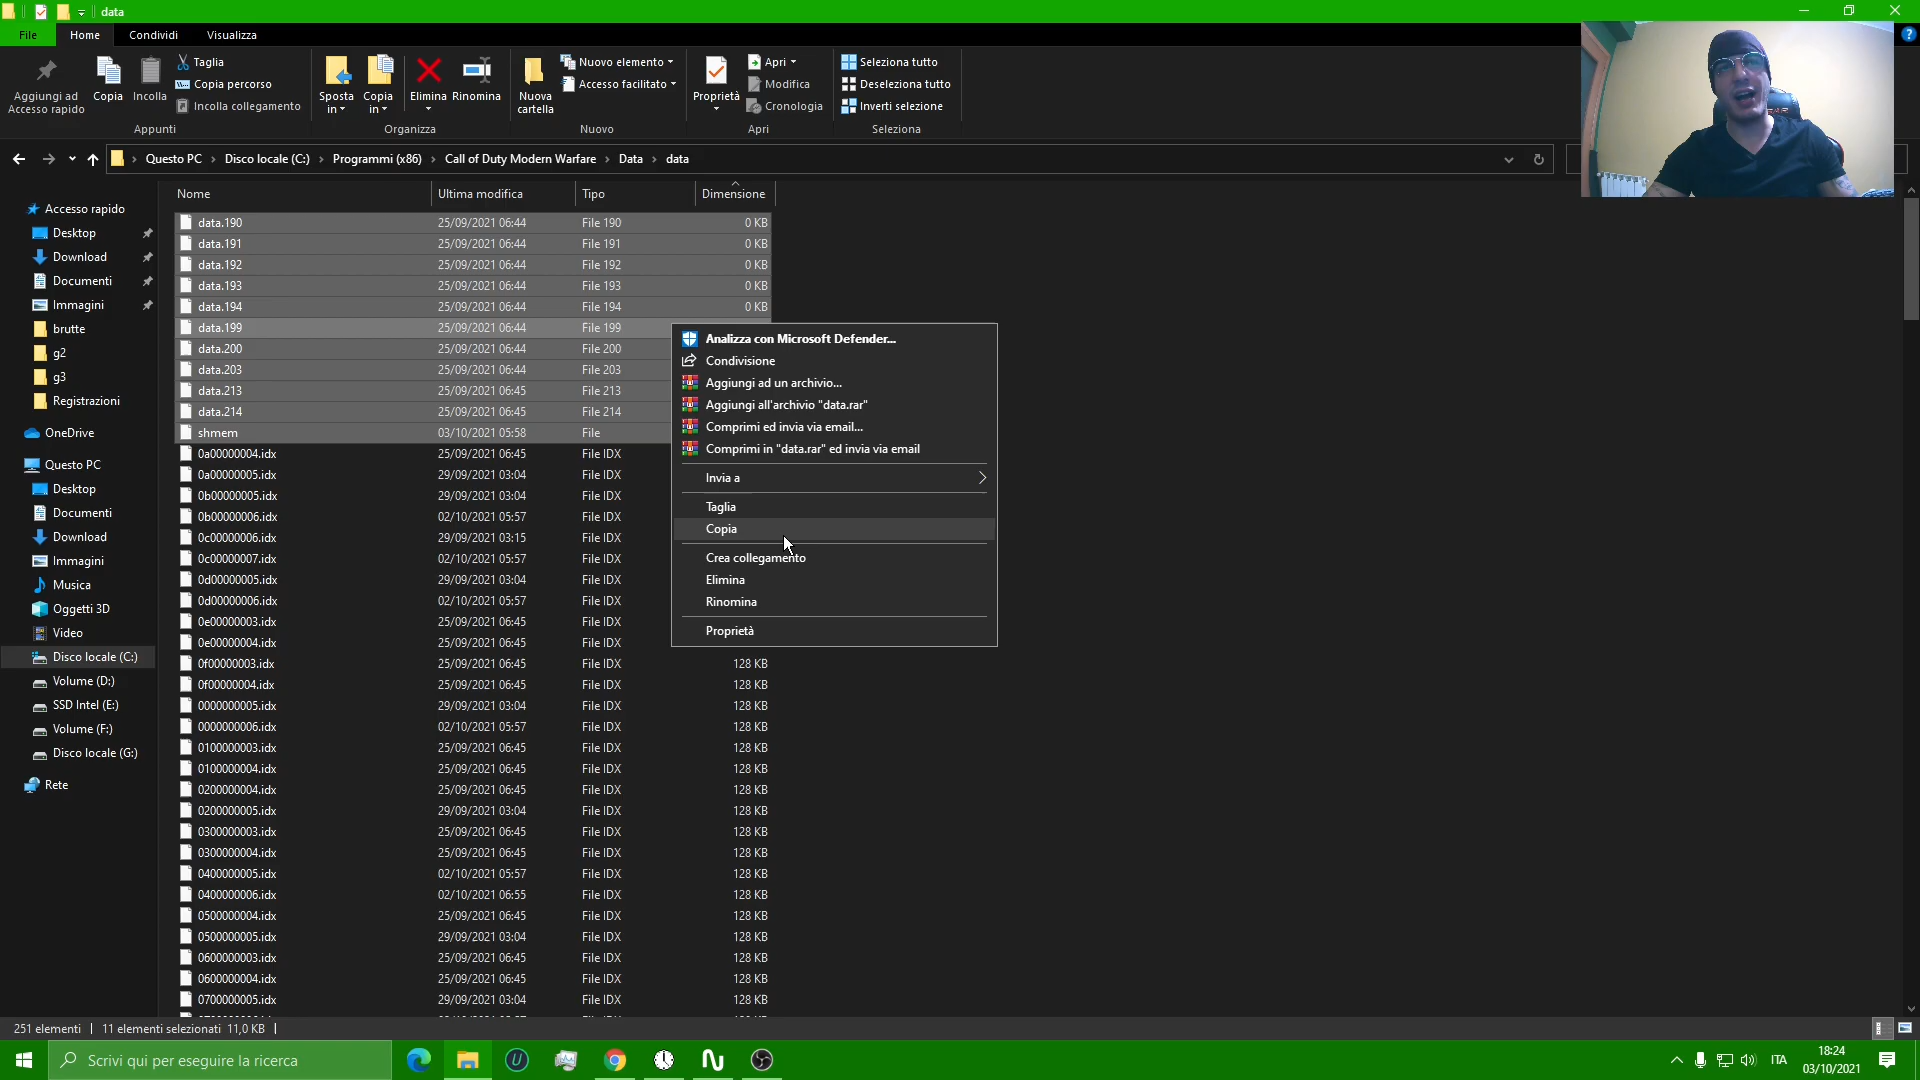 data
File Home Condividi Visualizza
Aggiungi ad Accesso rapido
Copia
Incolla
Taglia
Copia percorso
Incolla collegamento
Appunti
Sposta in
Copia in
Elimina
Rinomina
Organizza
Nuova cartella
Nuovo elemento
Accesso facilitato
Nuovo
Proprietà
Apri
Modifica
Cronologia
Apri
Seleziona tutto
Deseleziona tutto
Inverti selezione
Seleziona
Questo PC > Disco locale (C:) > Programmi (x86) > Call of Duty Modern Warfare > Data > data
Accesso rapido
Desktop
Download
Documenti
Immagini
brutte
g2
g3
Registrazioni
OneDrive
Questo PC
Desktop
Documenti
Download
Immagini
Musica
Oggetti 3D
Video
Disco locale (C:)
Volume (D:)
SSD Intel (E:)
Volume (F:)
Disco locale (G:)
Rete
Nome Ultima modifica Tipo Dimensione
data.190 25/09/2021 06:44 File 190 0 KB
data.191 25/09/2021 06:44 File 191 0 KB
data.192 25/09/2021 06:44 File 192 0 KB
data.193 25/09/2021 06:44 File 193 0 KB
data.194 25/09/2021 06:44 File 194 0 KB
data.199 25/09/2021 06:44 File 199
data.200 25/09/2021 06:44 File 200
data.203 25/09/2021 06:44 File 203
data.213 25/09/2021 06:45 File 213
data.214 25/09/2021 06:45 File 214
shmem 03/10/2021 05:58 File
0a00000004.idx 25/09/2021 06:45 File IDX
0a00000005.idx 29/09/2021 03:04 File IDX
0b00000005.idx 29/09/2021 03:04 File IDX
0b00000006.idx 02/10/2021 05:57 File IDX
0c00000006.idx 29/09/2021 03:15 File IDX
0c00000007.idx 02/10/2021 05:57 File IDX
0d00000005.idx 29/09/2021 03:04 File IDX
0d00000006.idx 02/10/2021 05:57 File IDX
0e00000003.idx 25/09/2021 06:45 File IDX
0e00000004.idx 25/09/2021 06:45 File IDX
0f00000003.idx 25/09/2021 06:45 File IDX 128 KB
0f00000004.idx 25/09/2021 06:45 File IDX 128 KB
0000000005.idx 29/09/2021 03:04 File IDX 128 KB
0000000006.idx 02/10/2021 05:57 File IDX 128 KB
0100000003.idx 25/09/2021 06:45 File IDX 128 KB
0100000004.idx 25/09/2021 06:45 File IDX 128 KB
0200000004.idx 25/09/2021 06:45 File IDX 128 KB
0200000005.idx 29/09/2021 03:04 File IDX 128 KB
0300000003.idx 25/09/2021 06:45 File IDX 128 KB
0300000004.idx 25/09/2021 06:45 File IDX 128 KB
0400000005.idx 02/10/2021 05:57 File IDX 128 KB
0400000006.idx 02/10/2021 06:55 File IDX 128 KB
0500000004.idx 25/09/2021 06:45 File IDX 128 KB
0500000005.idx 29/09/2021 03:04 File IDX 128 KB
0600000003.idx 25/09/2021 06:45 File IDX 128 KB
0600000004.idx 25/09/2021 06:45 File IDX 128 KB
0700000005.idx 29/09/2021 03:04 File IDX 128 KB
Analizza con Microsoft Defender...
Condivisione
Aggiungi ad un archivio...
Aggiungi all'archivio "data.rar"
Comprimi ed invia via email...
Comprimi in "data.rar" ed invia via email
Invia a
Taglia
Copia
Crea collegamento
Elimina
Rinomina
Proprietà
251 elementi 11 elementi selezionati 11,0 KB
Scrivi qui per eseguire la ricerca
ITA
18:24
03/10/2021